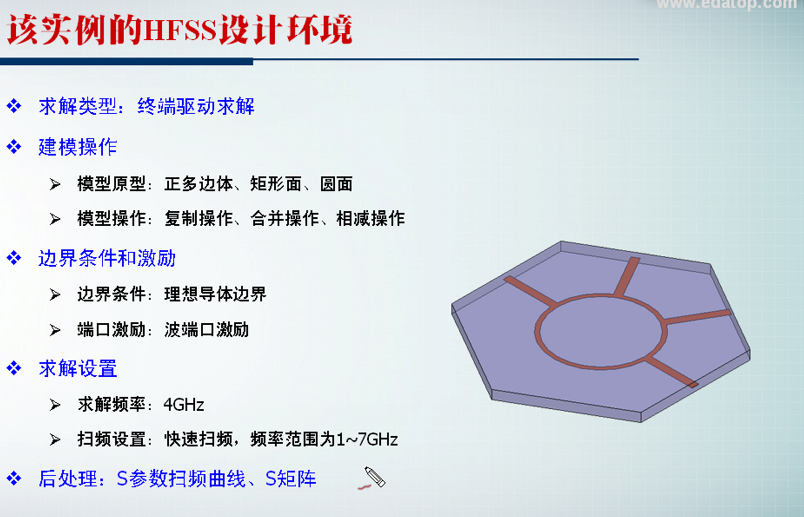 www.edatop.com
该实例的HFSS设计环境
求解类型：终端驱动求解
建模操作
模型原型：正多边体、矩形面、圆面
模型操作：复制操作、合并操作、相减操作
边界条件和激励
边界条件：理想导体边界
端口激励：波端口激励
求解设置
求解频率：4GHz
扫频设置：快速扫频，频率范围为1~7GHz
后处理：S参数扫频曲线、S矩阵